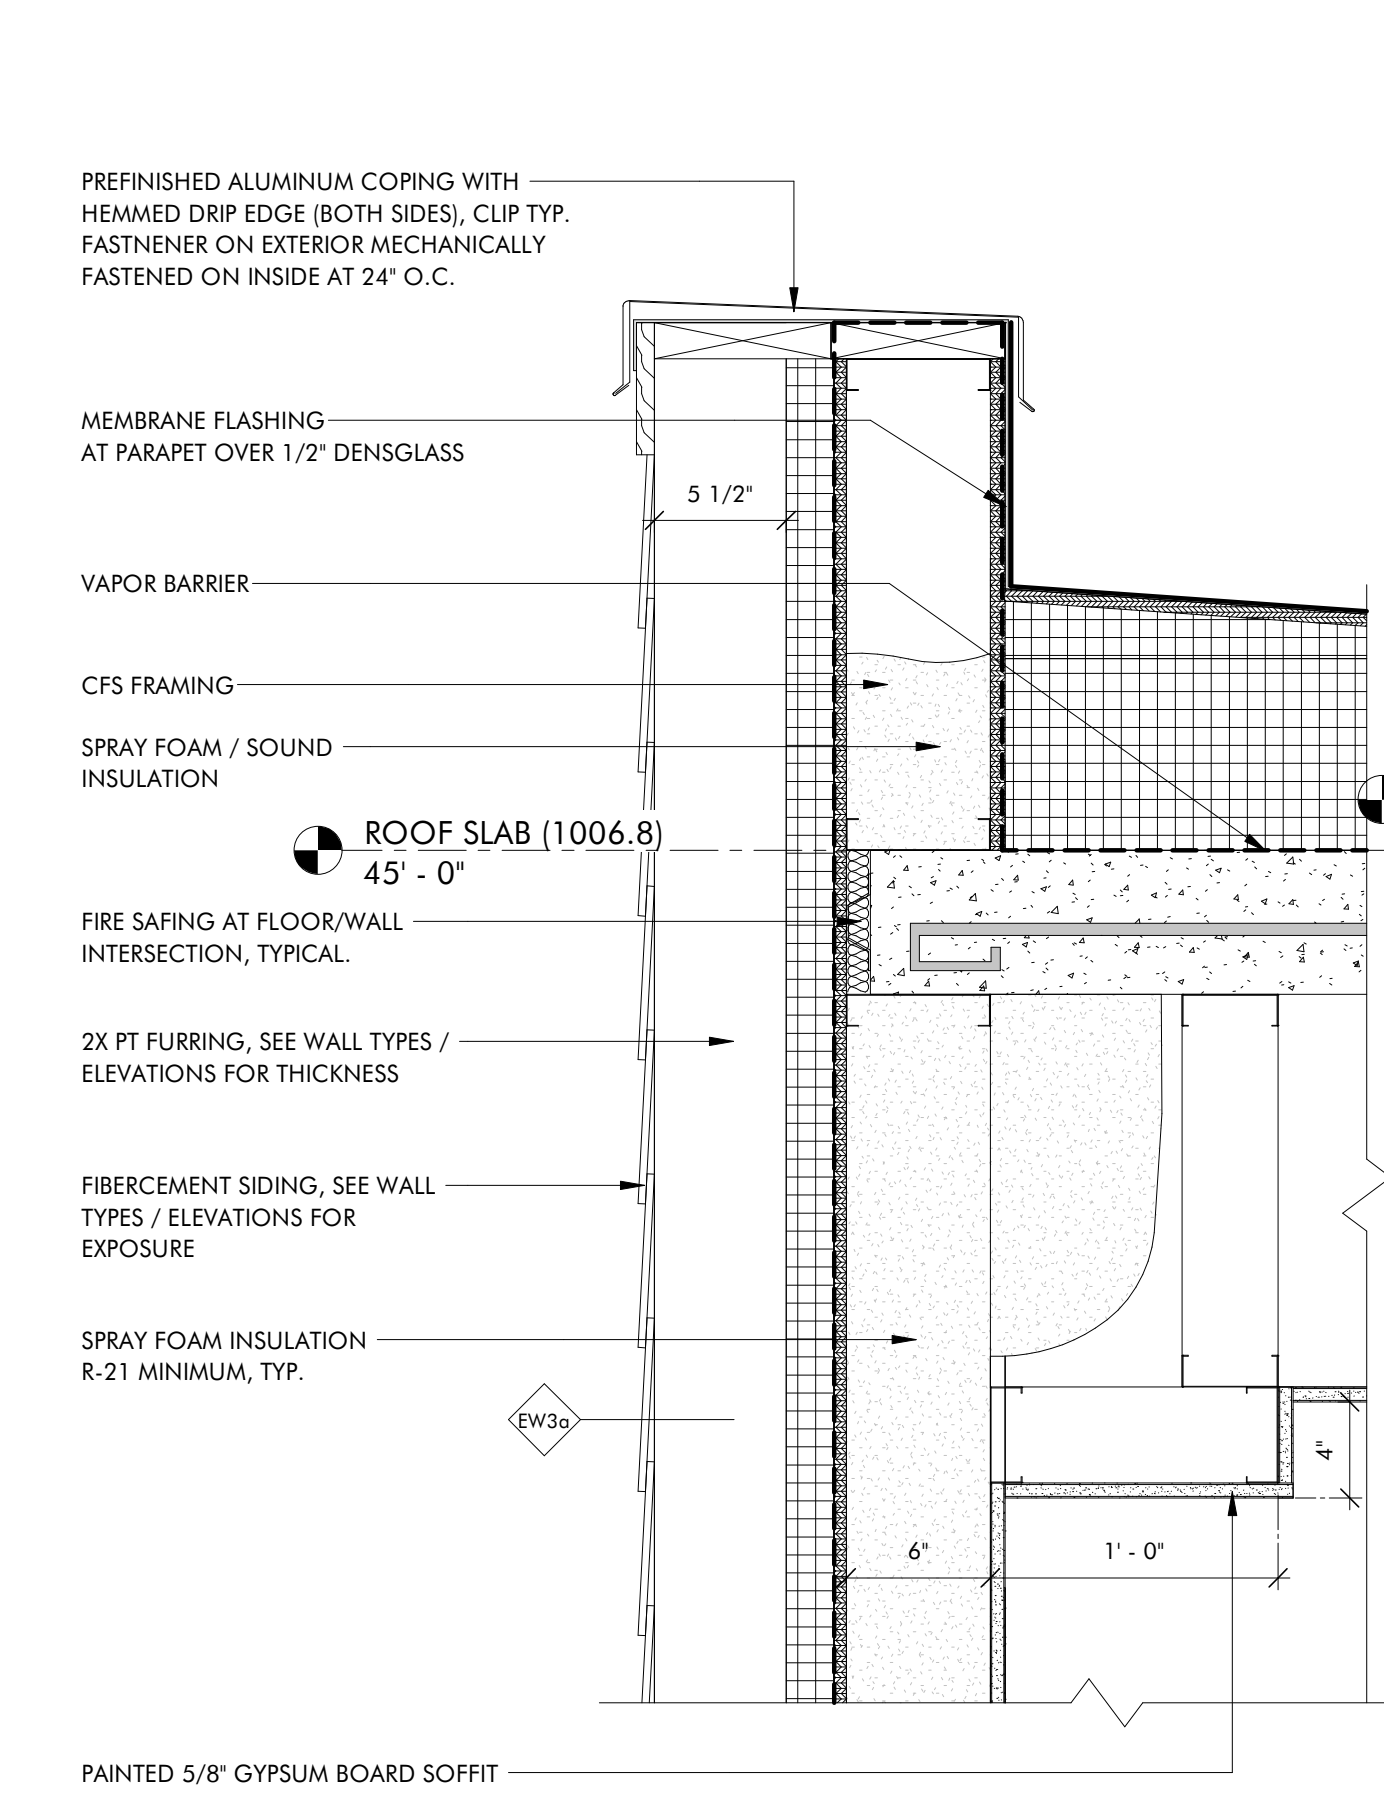 PREFINISHED ALUMINUM COPING WITH
HEMMED DRIP EDGE (BOTH SIDES), CLIP TYP.
FASTNENER ON EXTERIOR MECHANICALLY
FASTENED ON INSIDE AT 24" O.C.
MEMBRANE FLASHING
AT PARAPET OVER 1/2" DENSGLASS
5 1/2"
VAPOR BARRIER
CFS FRAMING
SPRAY FOAM / SOUND
INSULATION
ROOF SLAB (1006.8)
45' - 0"
FIRE SAFING AT FLOOR/WALL
INTERSECTION, TYPICAL.
2X PT FURRING, SEE WALL TYPES /
ELEVATIONS FOR THICKNESS
FIBERCEMENT SIDING, SEE WALL
TYPES / ELEVATIONS FOR
EXPOSURE
SPRAY FOAM INSULATION
R-21 MINIMUM, TYP.
EW3a
4"
6"
1' - 0"
PAINTED 5/8" GYPSUM BOARD SOFFIT